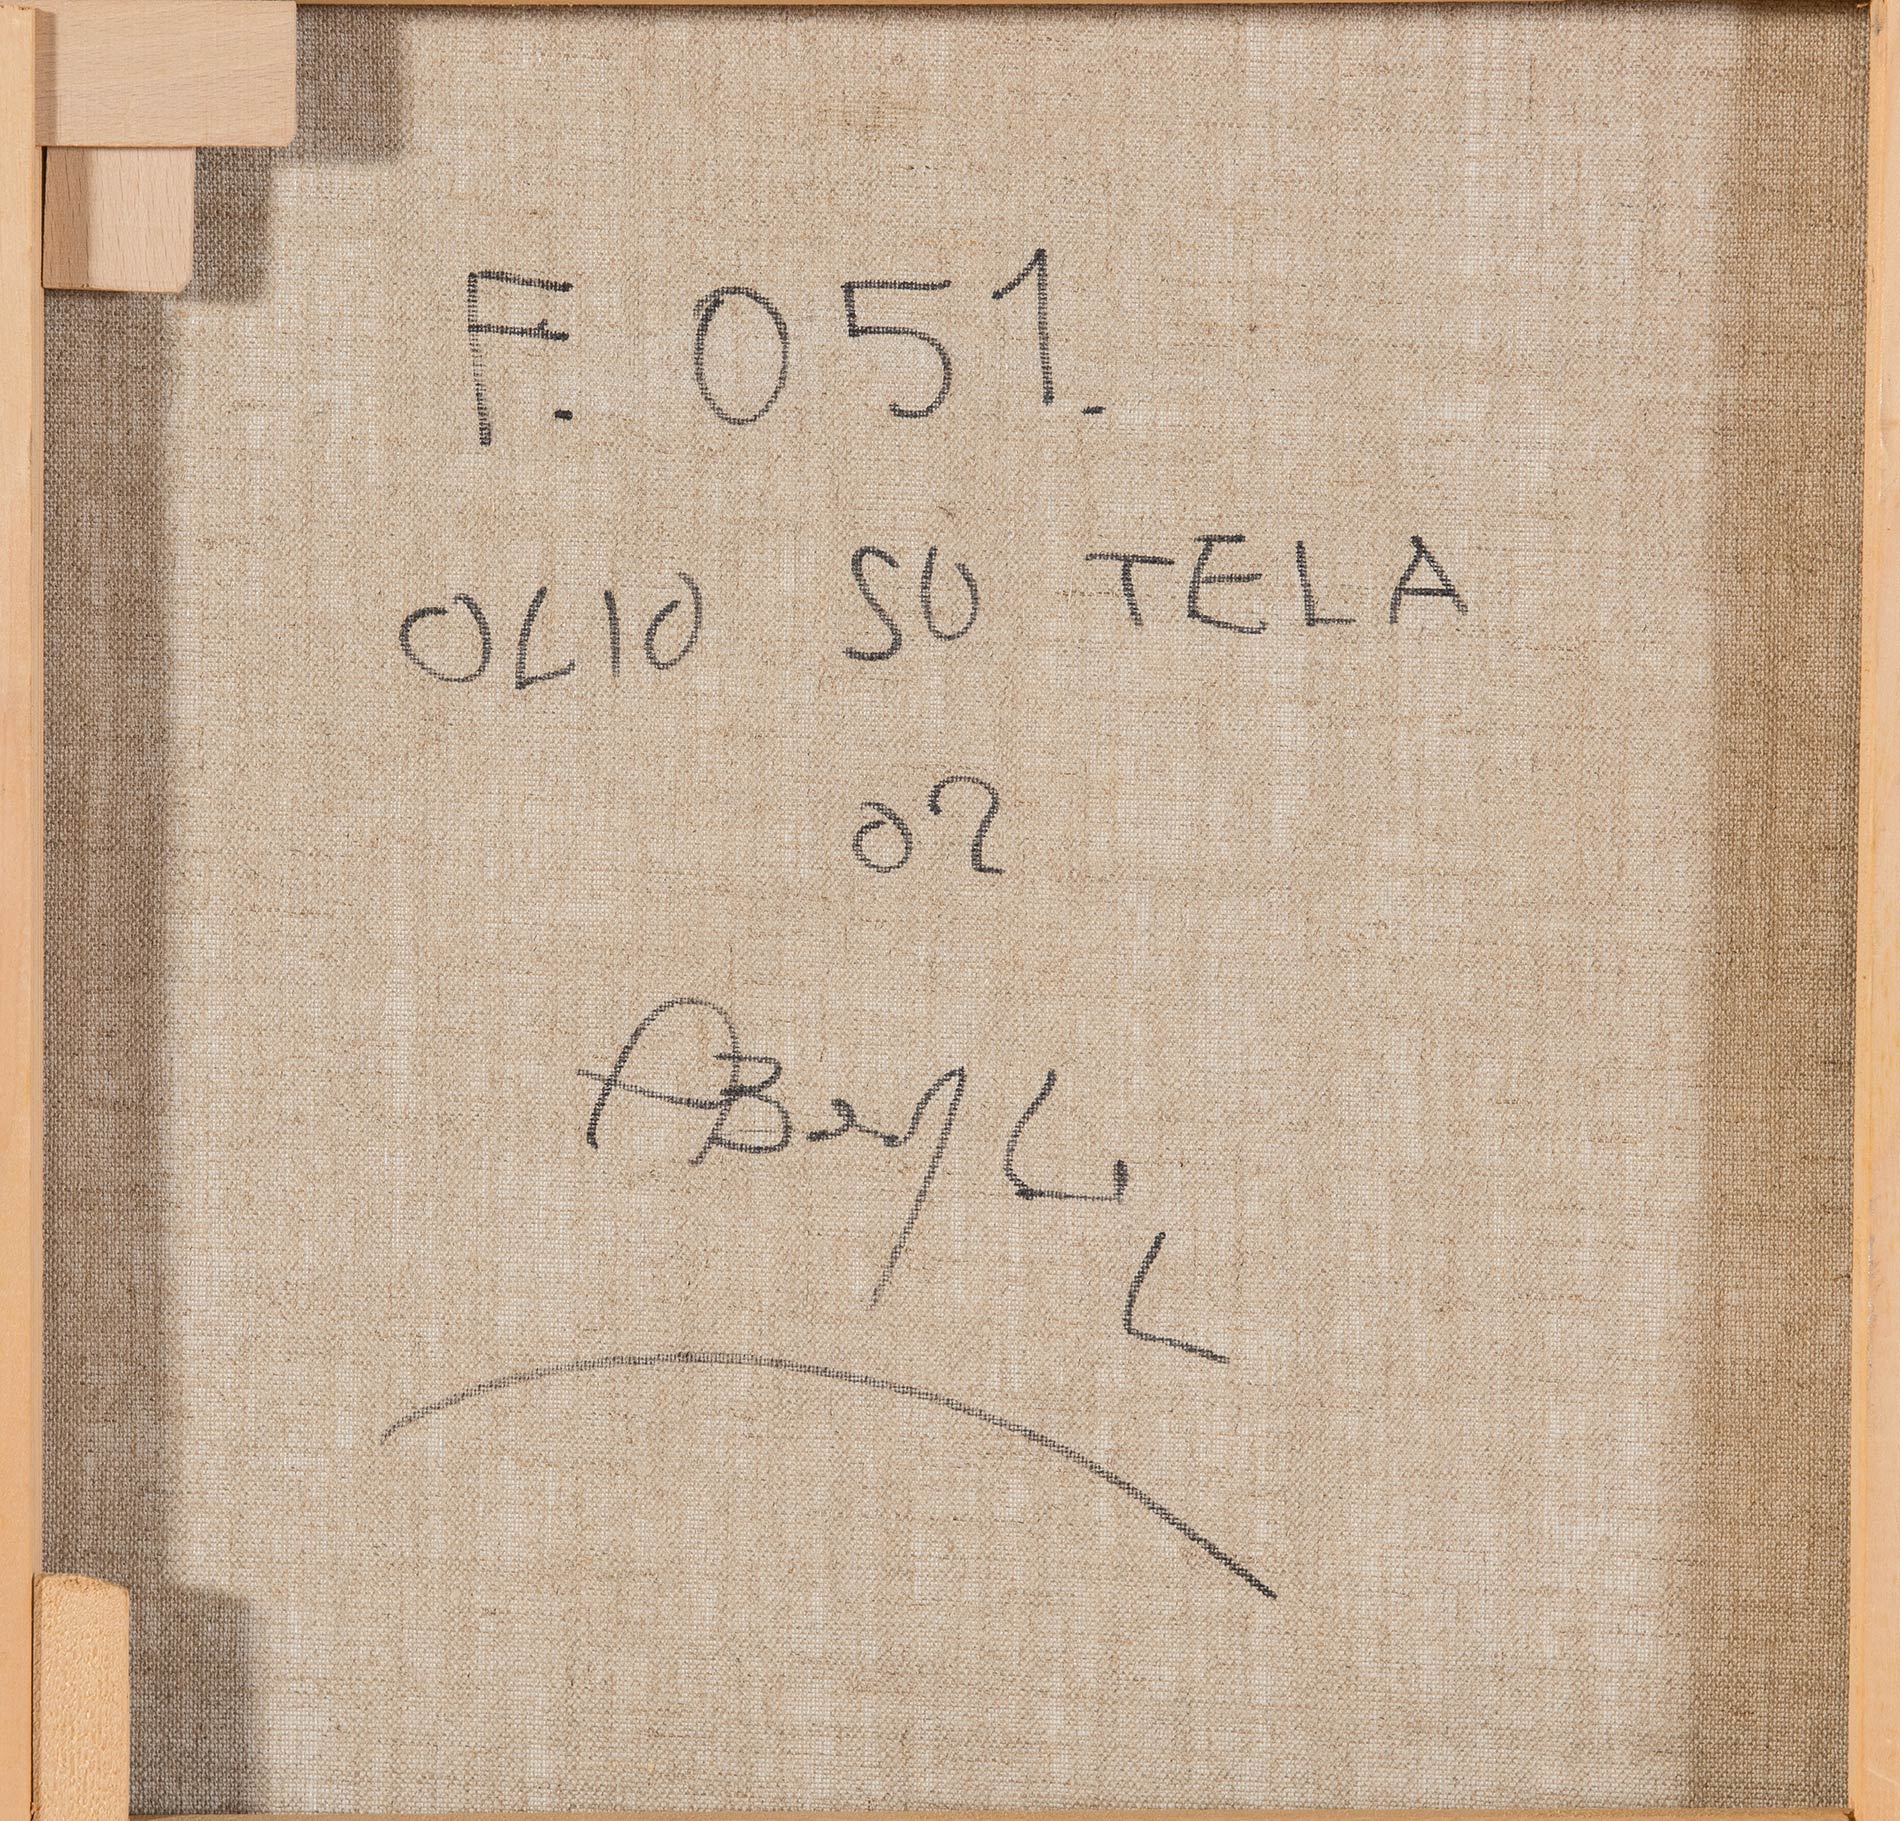 F. 051.
OLIO SU TELA
02